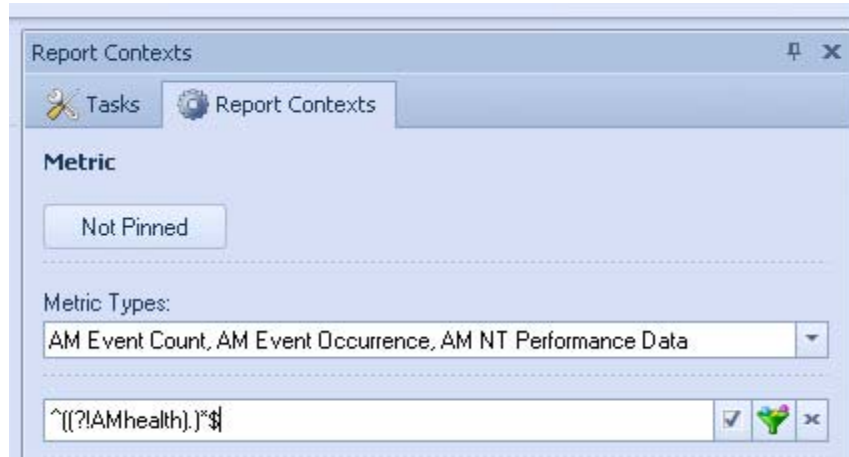 Report Contexts
Tasks Report Contexts
Metric
Not Pinned
Metric Types:
AM Event Count, AM Event Occurrence, AM NT Performance Data
^((?!AMhealth).)*$